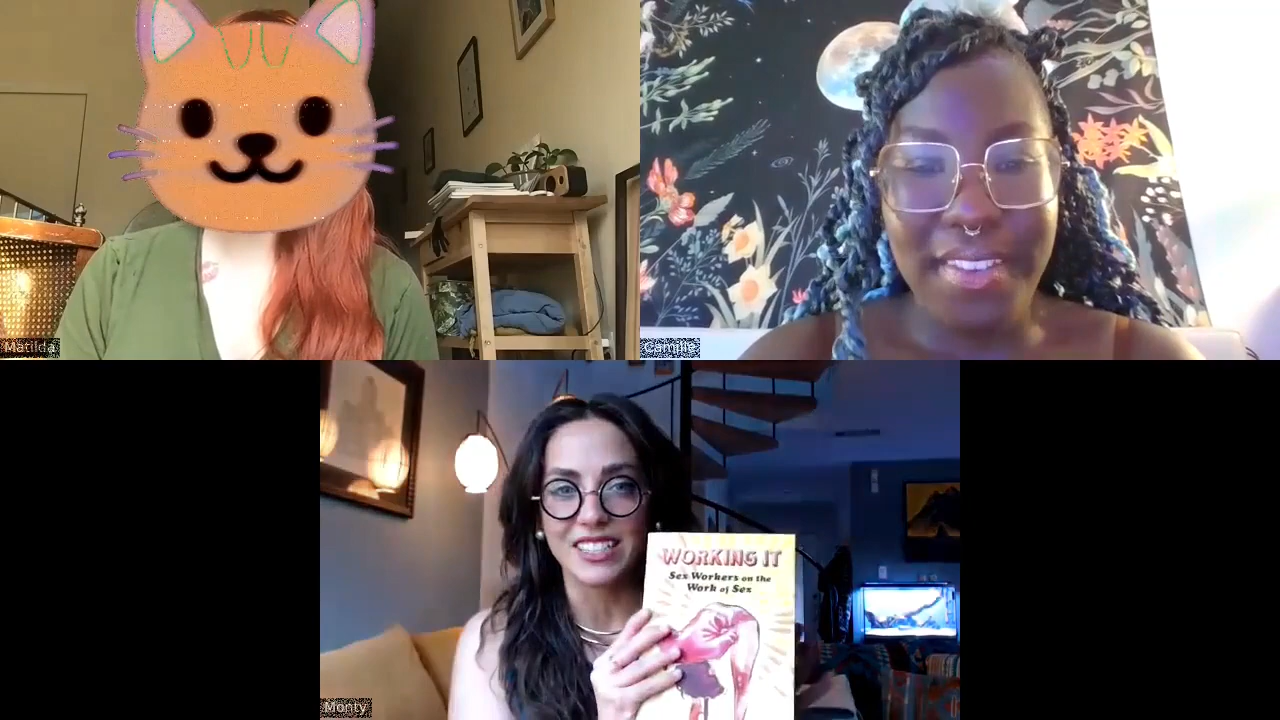 Matilda
Camille
WORKING IT
Sex Workers on the
Work of Sex
Monty